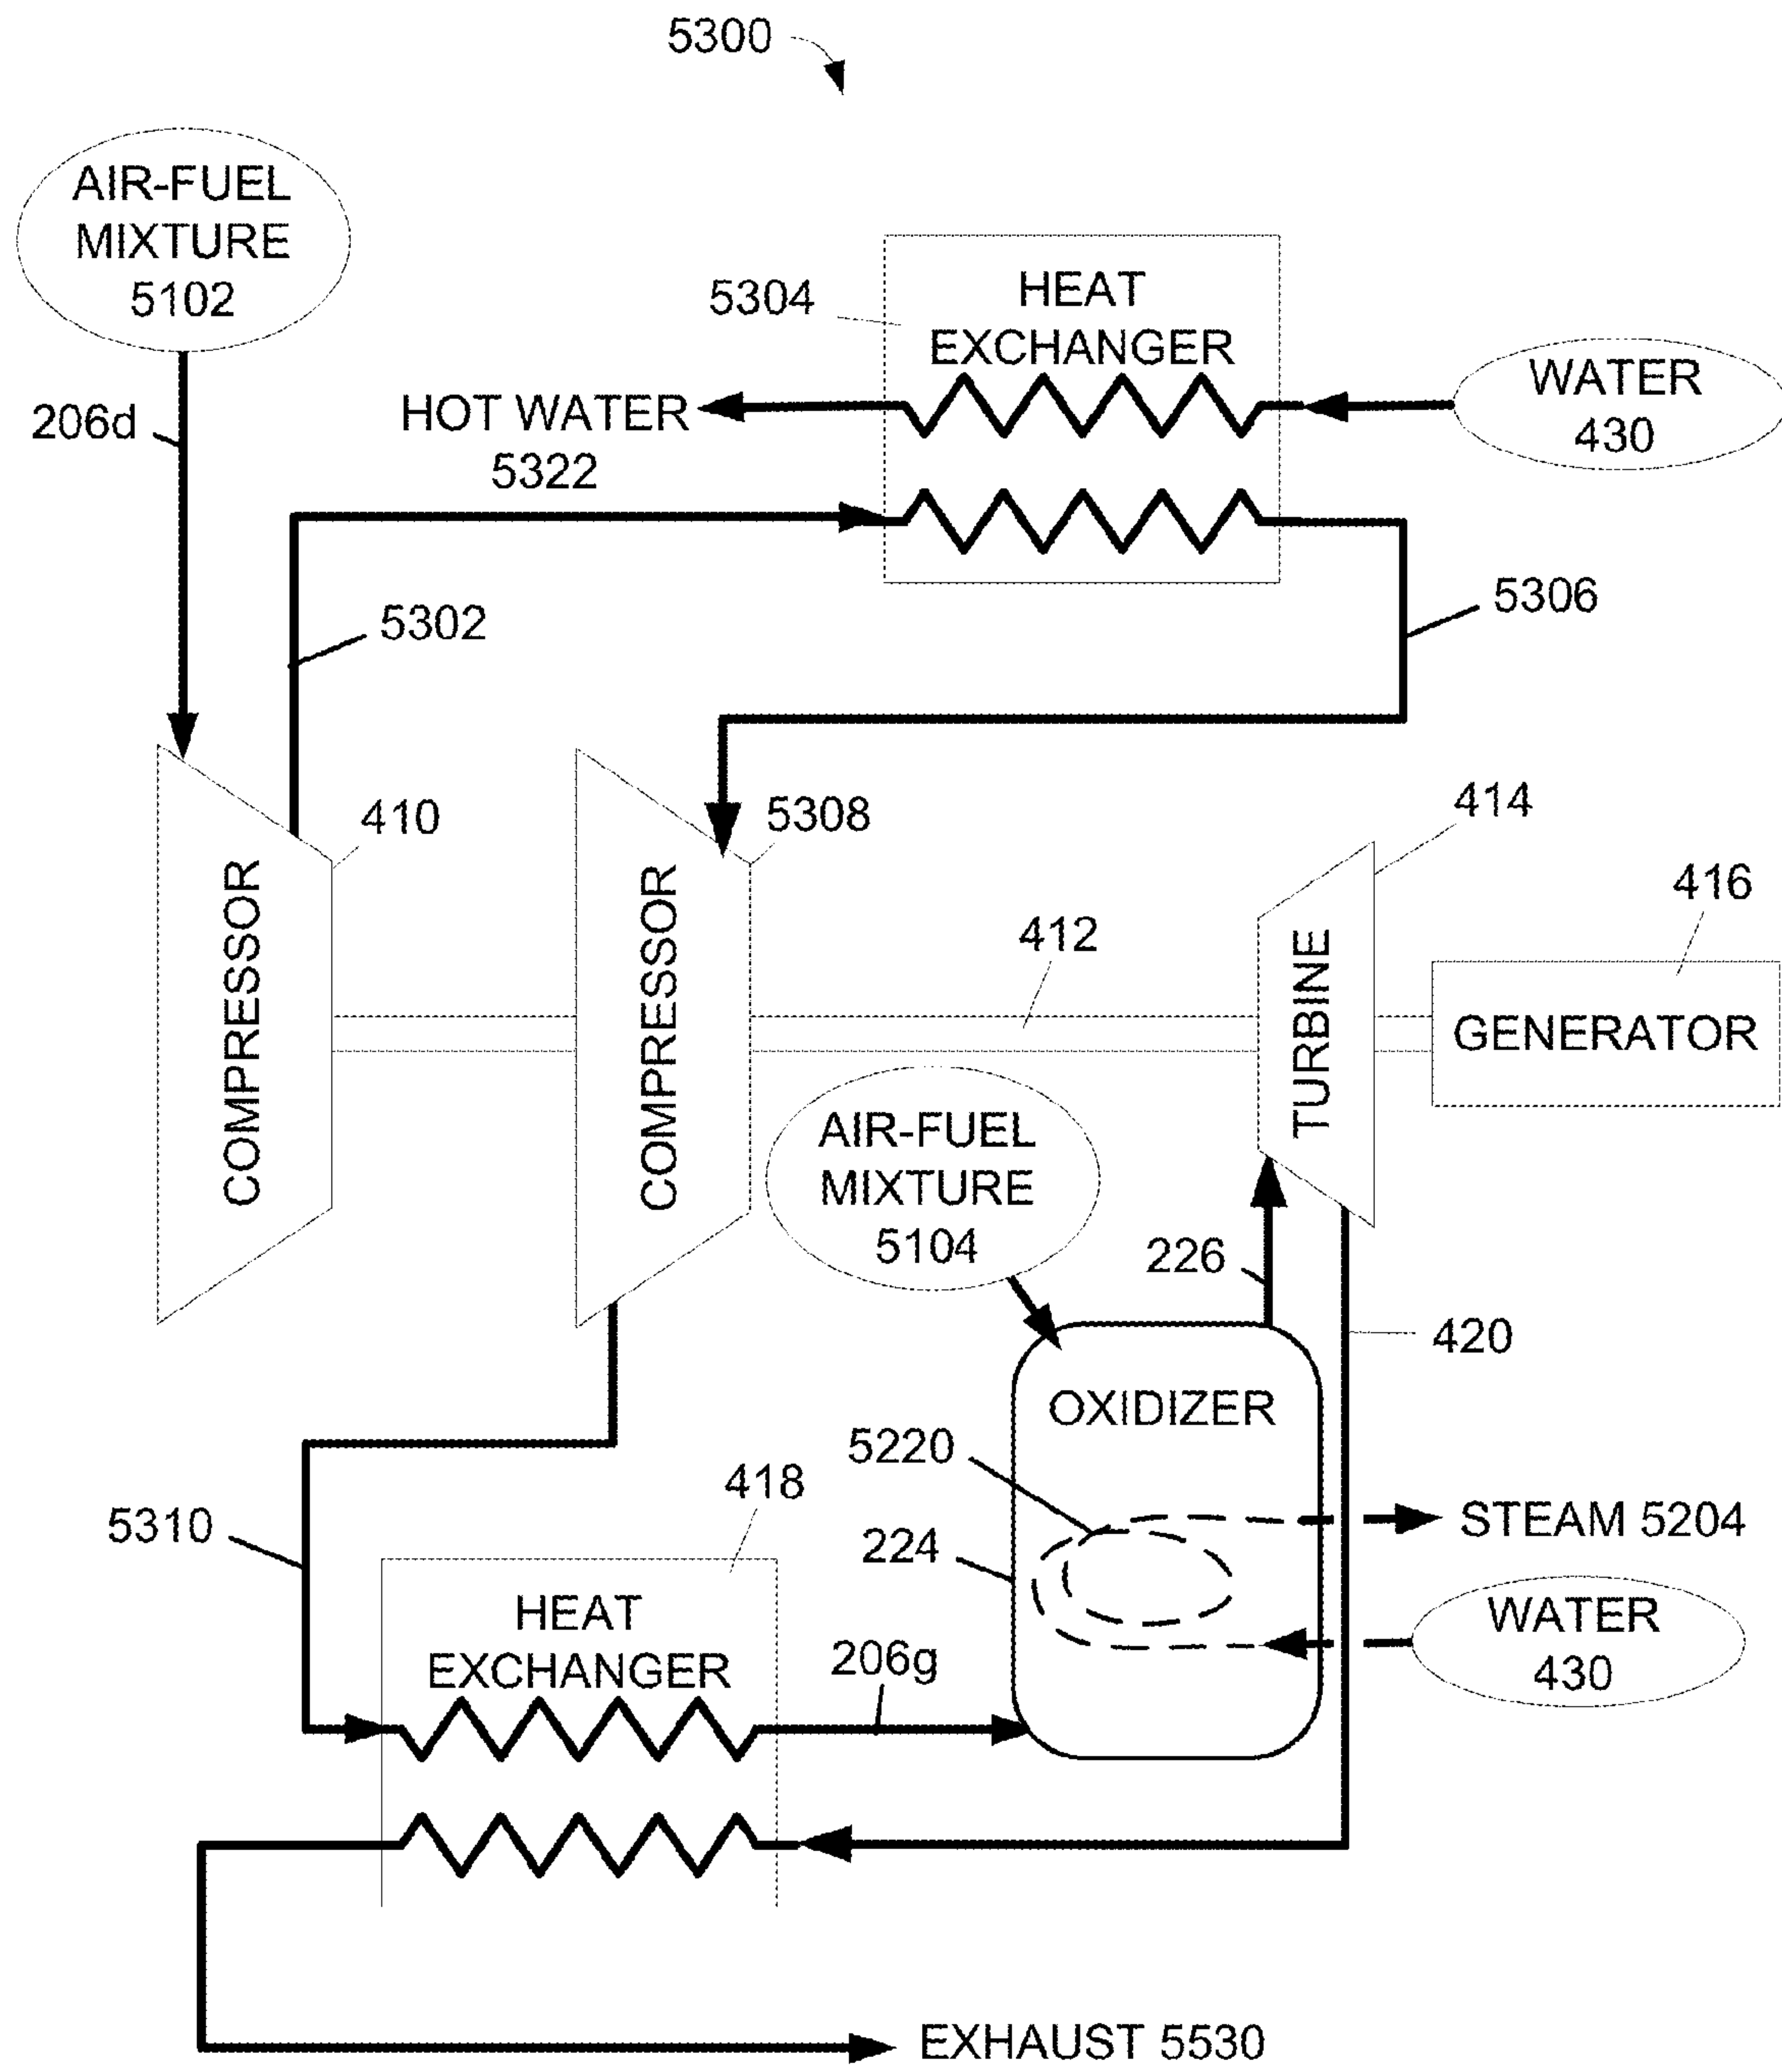 5300
AIR-FUEL
MIXTURE
5102
206d
5304
HEAT
EXCHANGER
WATER
430
HOT WATER
5322
5302
5306
410
5308
414
416
COMPRESSOR
COMPRESSOR
412
TURBINE
GENERATOR
AIR-FUEL
MIXTURE
5104
226
420
OXIDIZER
5220
418
5310
224
STEAM 5204
HEAT
EXCHANGER
206g
WATER
430
EXHAUST 5530